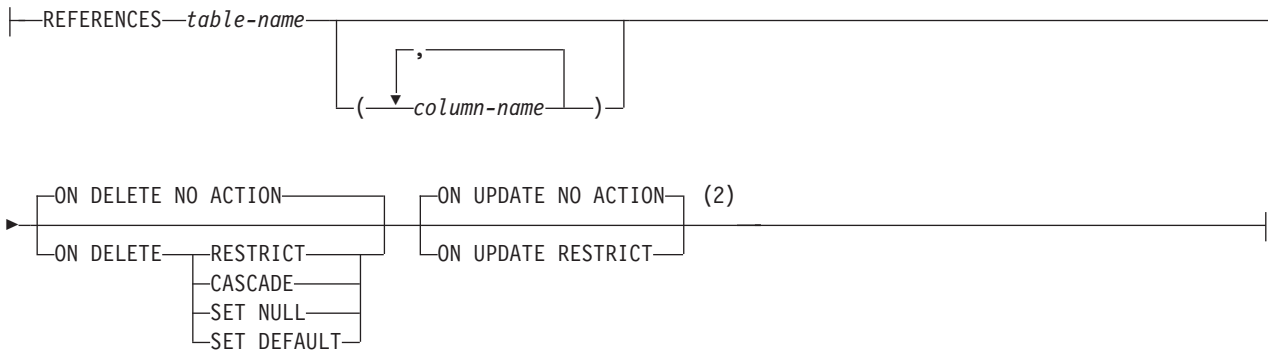 REFERENCES table-name
,
( column-name )
ON DELETE NO ACTION ON UPDATE NO ACTION (2)
ON DELETE RESTRICT ON UPDATE RESTRICT
CASCADE
SET NULL
SET DEFAULT